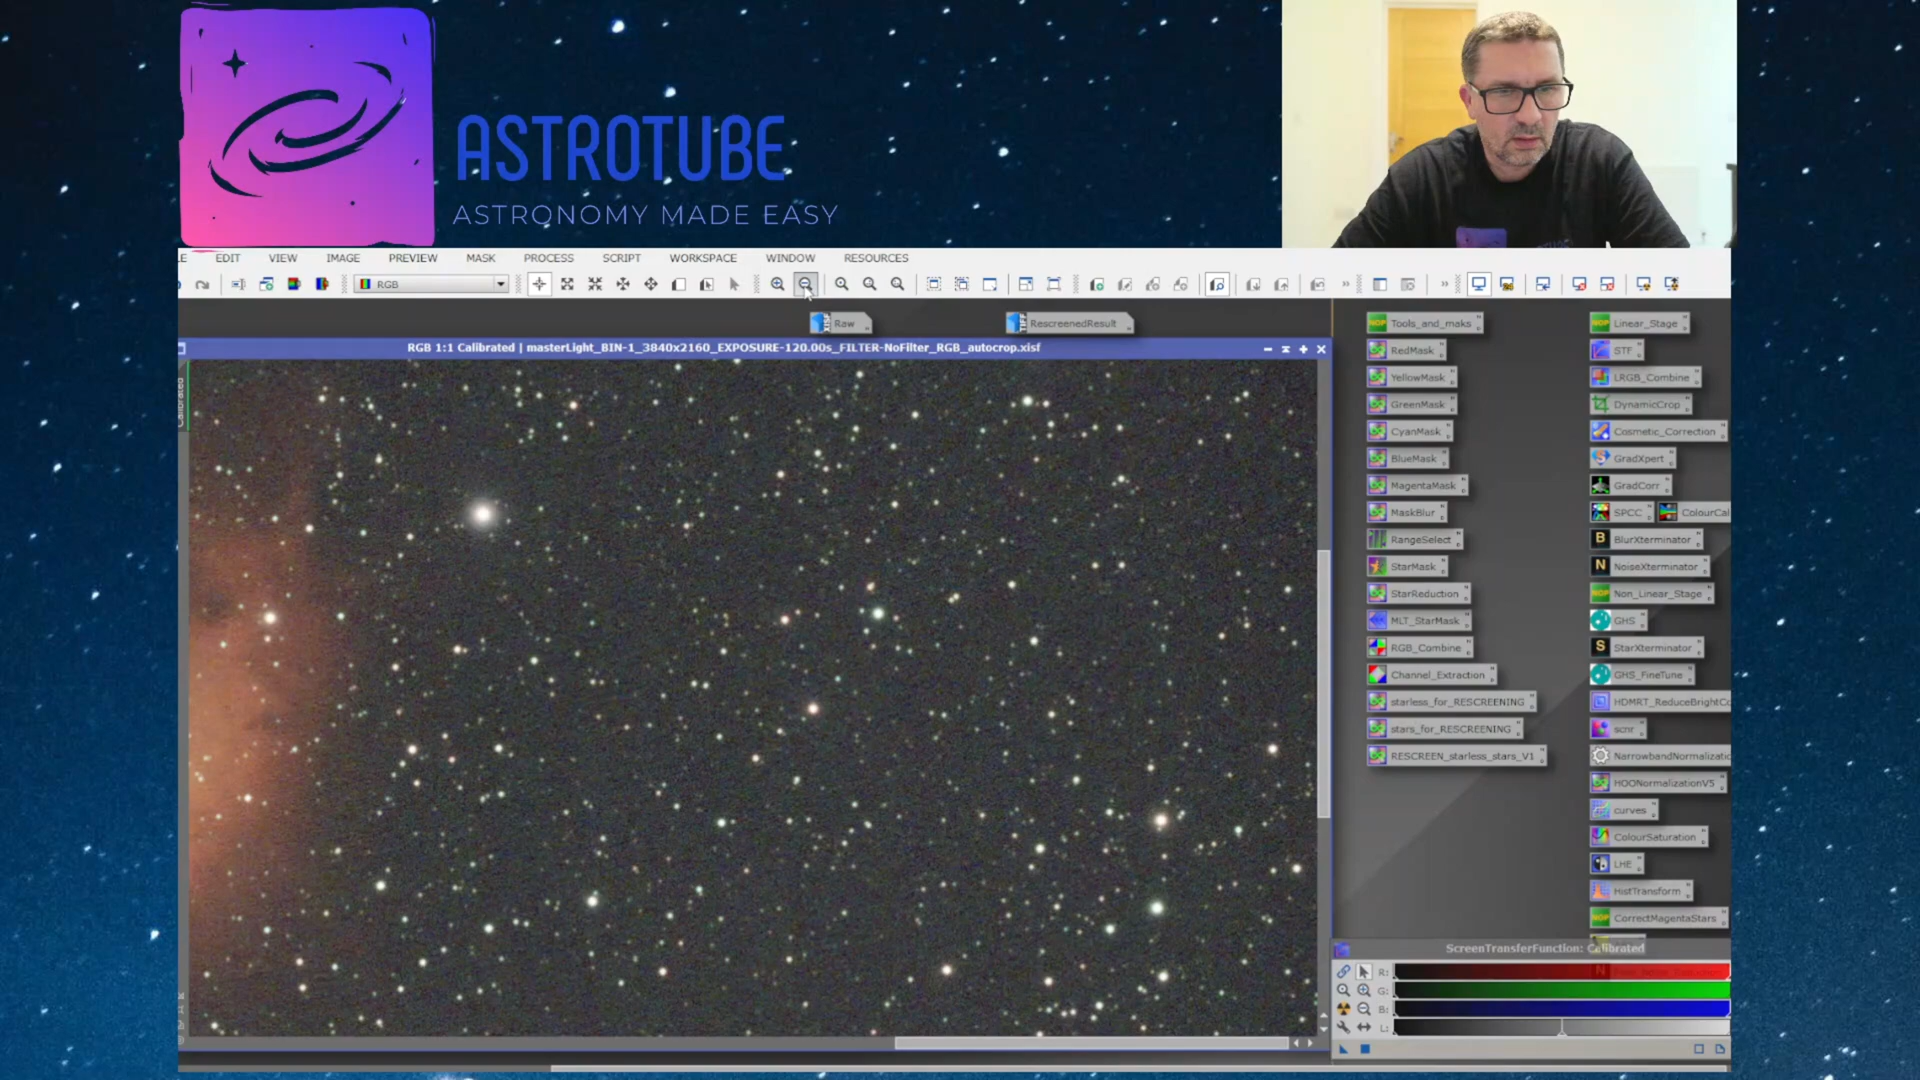 ASTROTUBE
ASTRONOMY MADE EASY
EDIT VIEW IMAGE PREVIEW MASK PROCESS SCRIPT WORKSPACE WINDOW RESOURCES
RGB
Raw
RescreenedResult
RGB 1:1 Calibrated | masterLight_BIN-1_3840x2160_EXPOSURE-120.00s_FILTER-NoFilter_RGB_autocrop.xisf
Calibrated
Tools_and_maks
RedMask
YellowMask
GreenMask
CyanMask
BlueMask
MagentaMask
MaskBlur
RangeSelect
StarMask
StarReduction
MLT_StarMask
RGB_Combine
Channel_Extraction
starless_for_RESCREENING
stars_for_RESCREENING
RESCREEN_starless_stars_V1
Linear_Stage
STF
LRGB_Combine
DynamicCrop
Cosmetic_Correction
GradXpert
GradCorr
SPCC ColourCal
BlurXterminator
NoiseXterminator
Non_Linear_Stage
GHS
StarXterminator
GHS_FineTune
HDMRT_ReduceBrightCo
scnr
NarrowbandNormalizatio
HOONormalizationV5
curves
ColourSaturation
LHE
HistTransform
CorrectMagentaStars
ScreenTransferFunction: Calibrated
R:
G:
B:
L: